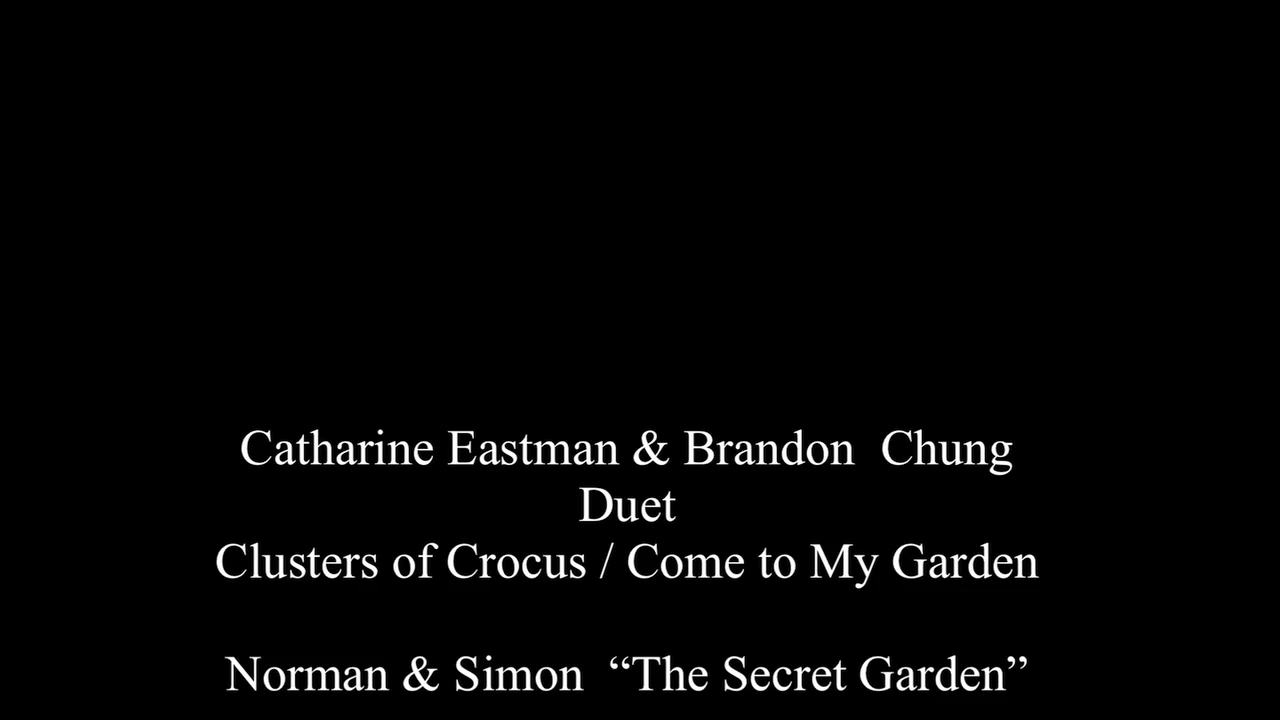 Catharine Eastman & Brandon  Chung
Duet
Clusters of Crocus / Come to My Garden
Norman & Simon  “The Secret Garden”